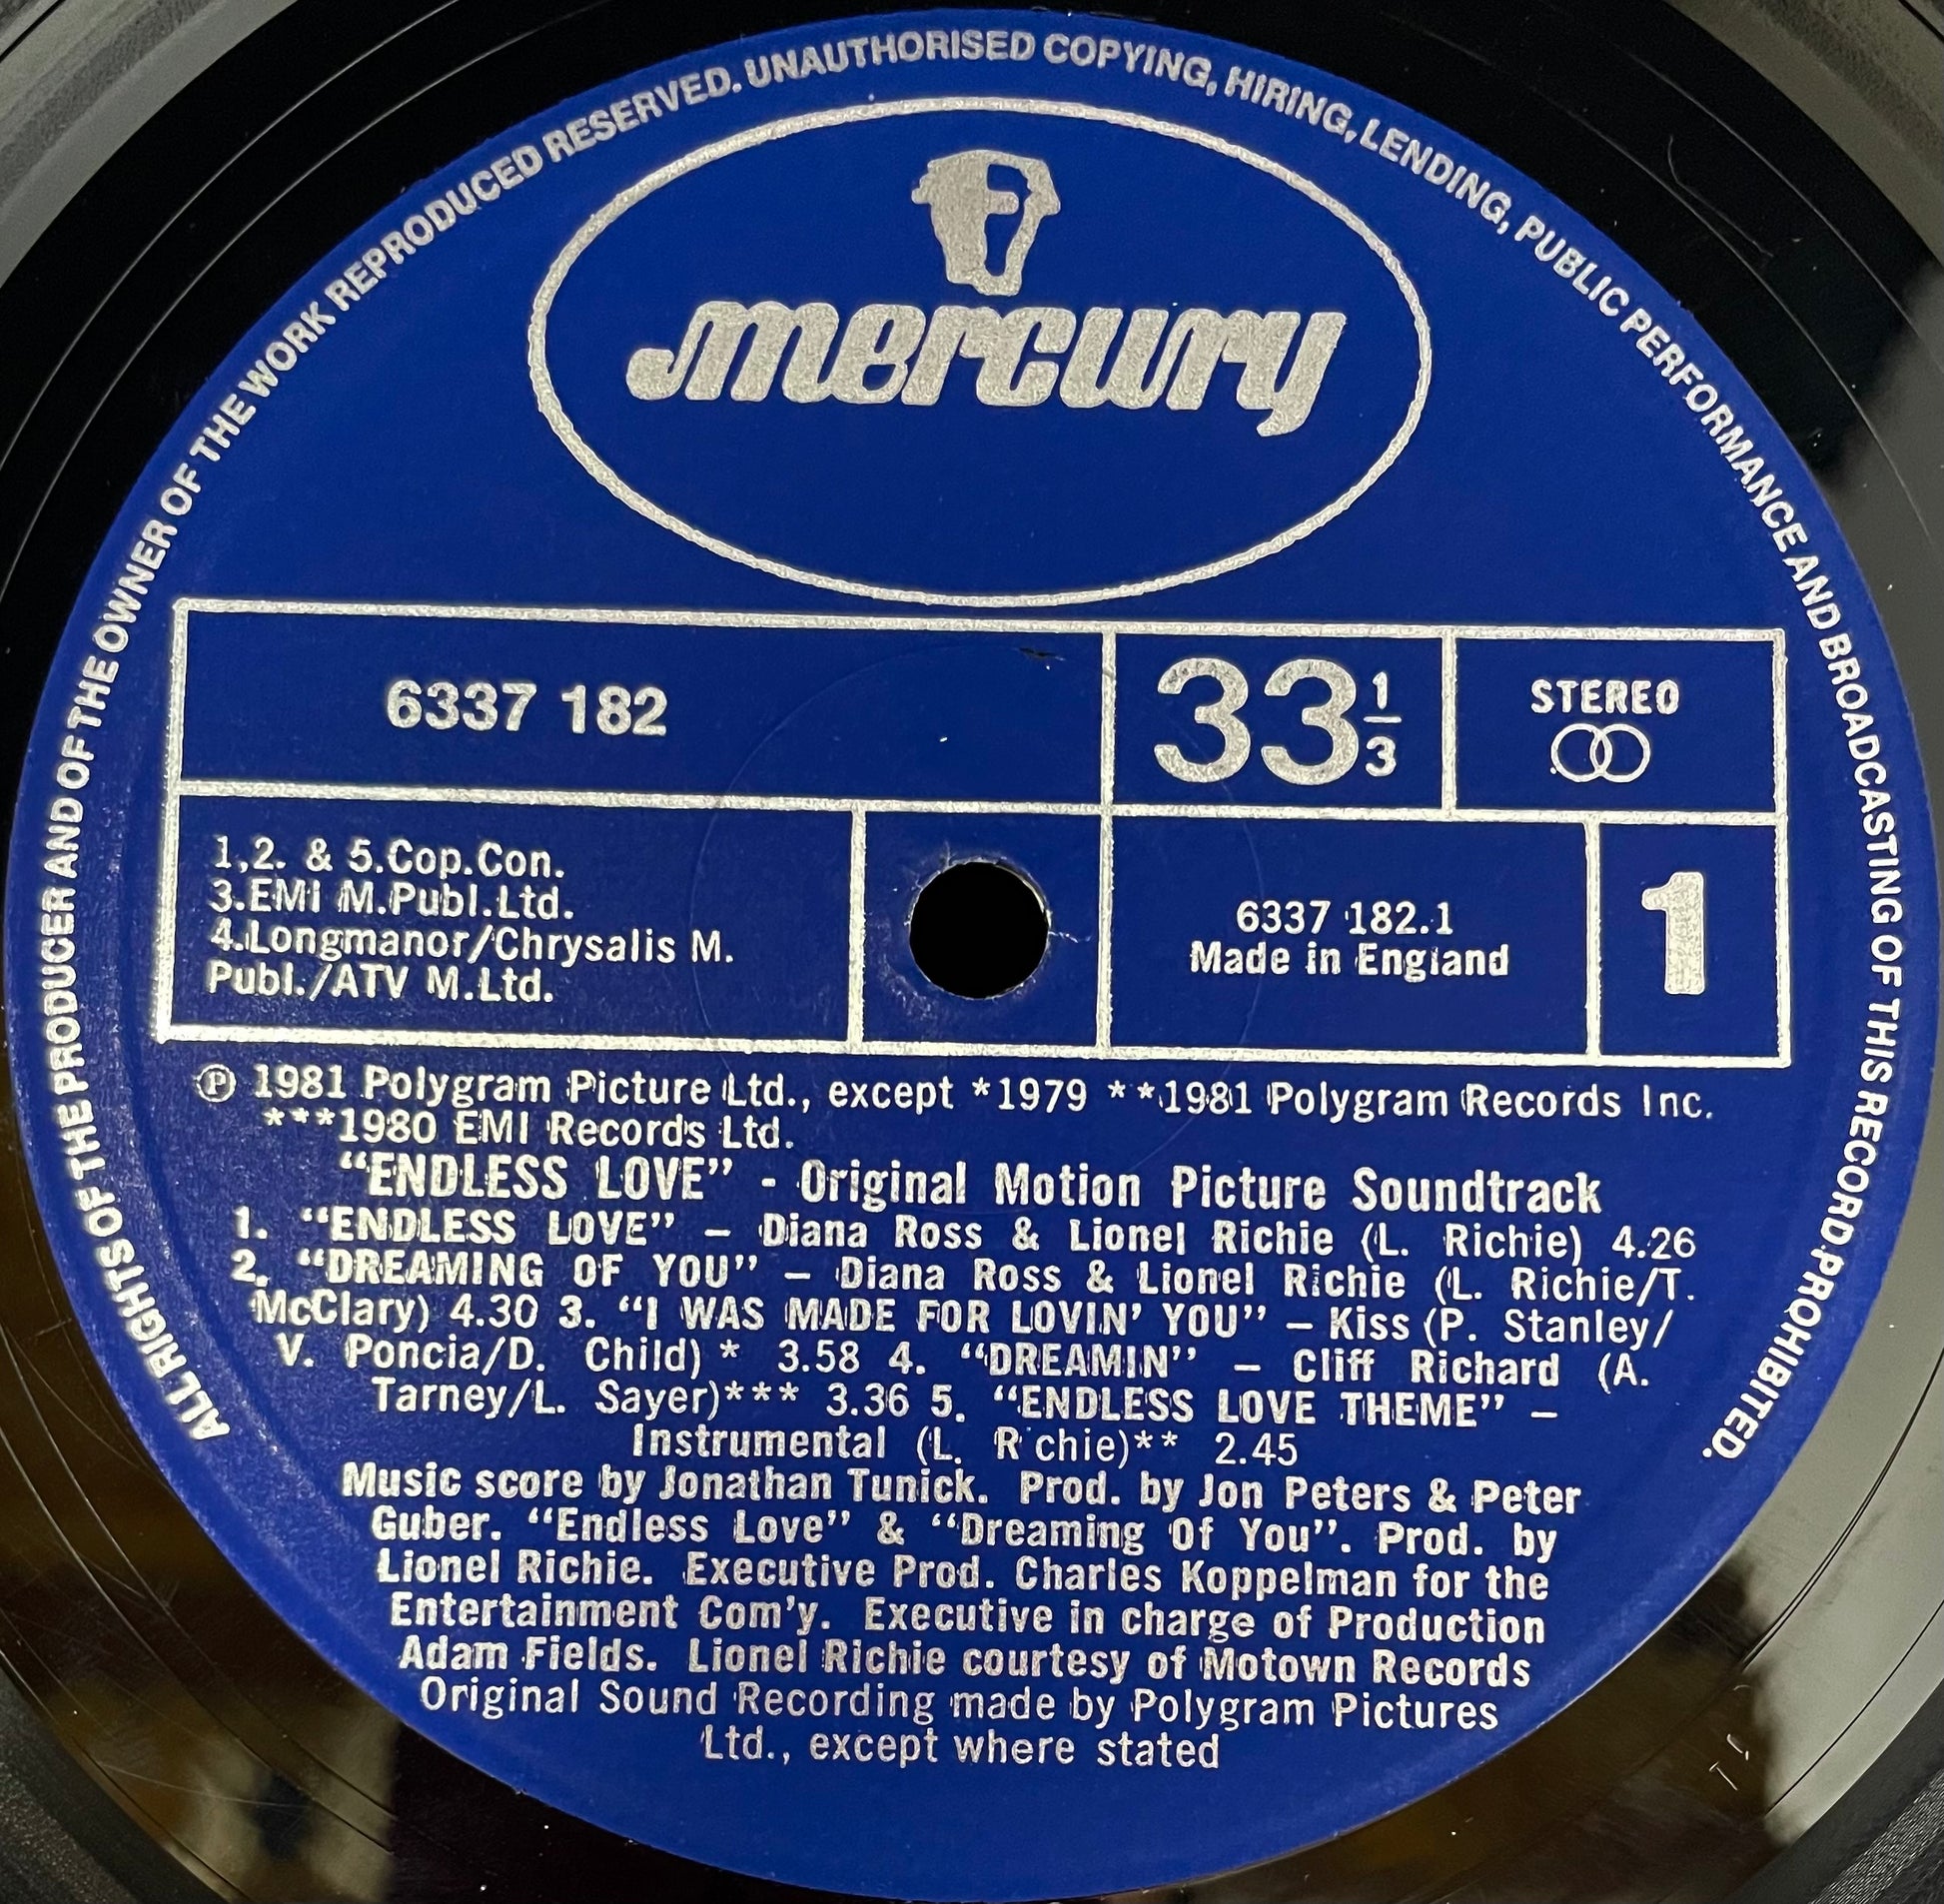 ALL RIGHTS OF THE PRODUCER AND OF THE OWNER OF THE WORK REPRODUCED RESERVED. UNAUTHORISED COPYING, HIRING, LENDING, PUBLIC PERFORMANCE AND BROADCASTING OF THIS RECORD PROHIBITED.
mercury
6337 182
33 1/3
STEREO
1,2. & 5.Cop.Con.
3.EMI M.Publ.Ltd.
4.Longmanor/Chrysalis M.
Publ./ATV M.Ltd.
6337 182.1
Made in England
1
℗ 1981 Polygram Picture Ltd., except *1979 **1981 Polygram Records Inc.
***1980 EMI Records Ltd.
“ENDLESS LOVE” - Original Motion Picture Soundtrack
1. “ENDLESS LOVE” – Diana Ross & Lionel Richie (L. Richie) 4.26
2. “DREAMING OF YOU” – Diana Ross & Lionel Richie (L. Richie/T.
McClary) 4.30 3. “I WAS MADE FOR LOVIN’ YOU” – Kiss (P. Stanley/
V. Poncia/D. Child) * 3.58 4. “DREAMIN” – Cliff Richard (A.
Tarney/L. Sayer)*** 3.36 5. “ENDLESS LOVE THEME” –
Instrumental (L. R chie)** 2.45
Music score by Jonathan Tunick. Prod. by Jon Peters & Peter
Guber. “Endless Love” & “Dreaming Of You”. Prod. by
Lionel Richie. Executive Prod. Charles Koppelman for the
Entertainment Com'y. Executive in charge of Production
Adam Fields. Lionel Richie courtesy of Motown Records
Original Sound Recording made by Polygram Pictures
Ltd., except where stated